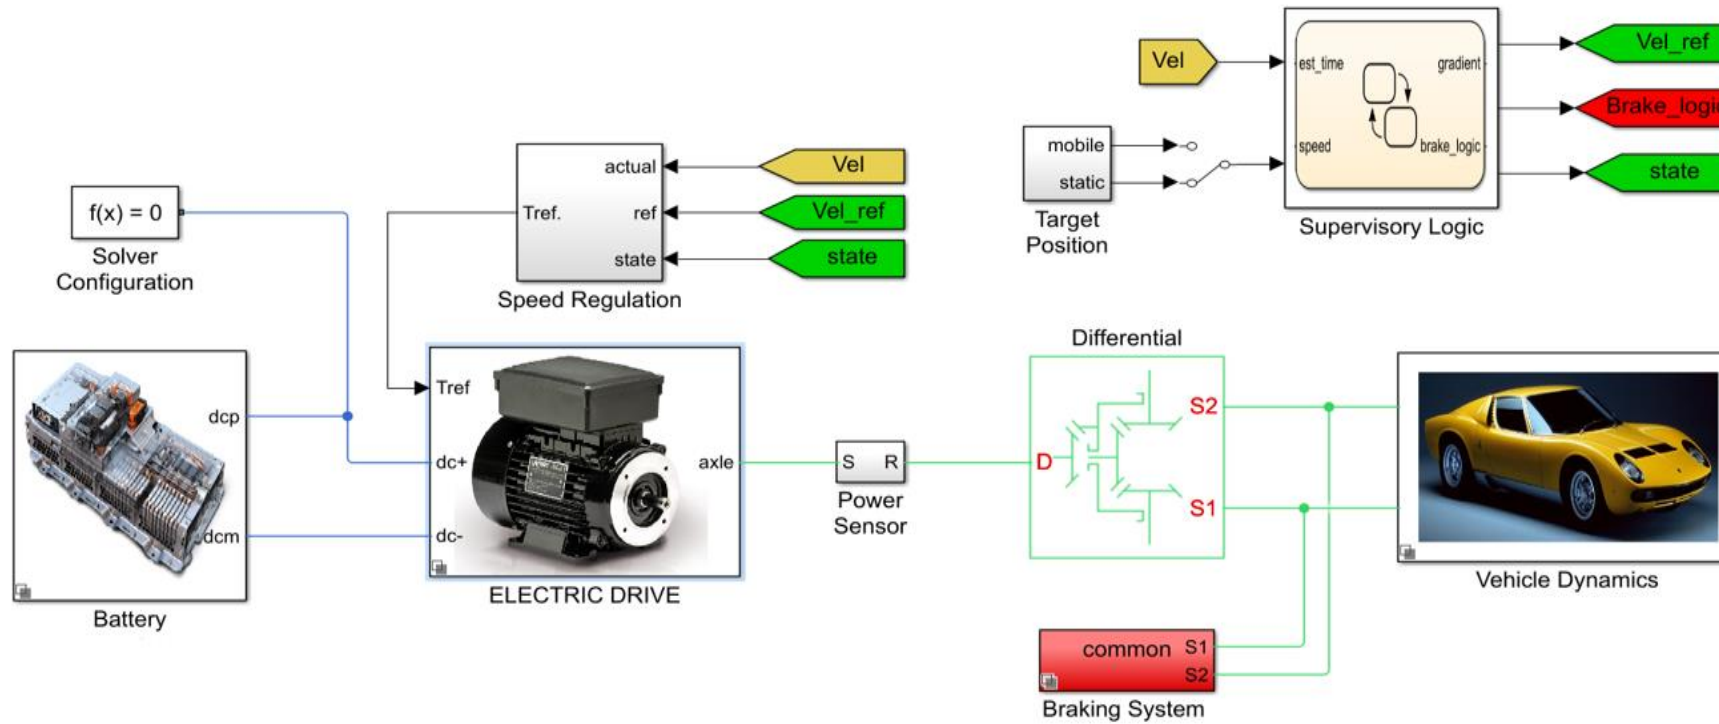 Vel
est_time
speed
gradient
brake_logic
Vel_ref
Brake_logic
state
Supervisory Logic
mobile
static
Target
Position
actual
ref
state
Tref.
Vel
Vel_ref
state
Speed Regulation
f(x) = 0
Solver
Configuration
dcp
dcm
Battery
Tref
dc+
dc-
axle
ELECTRIC DRIVE
S R
Power
Sensor
Differential
D
S2
S1
Vehicle Dynamics
common S1
S2
Braking System